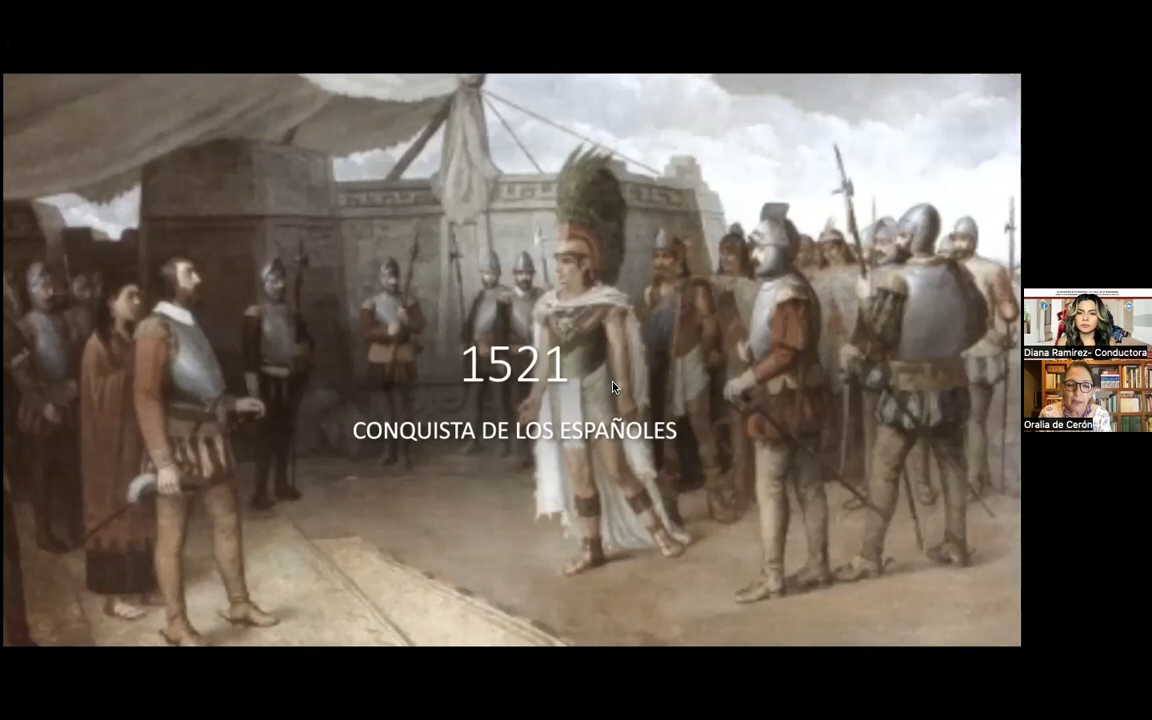 1521
CONQUISTA DE LOS ESPAÑOLES
Diana Ramirez- Conductora
Oralia de Cerón